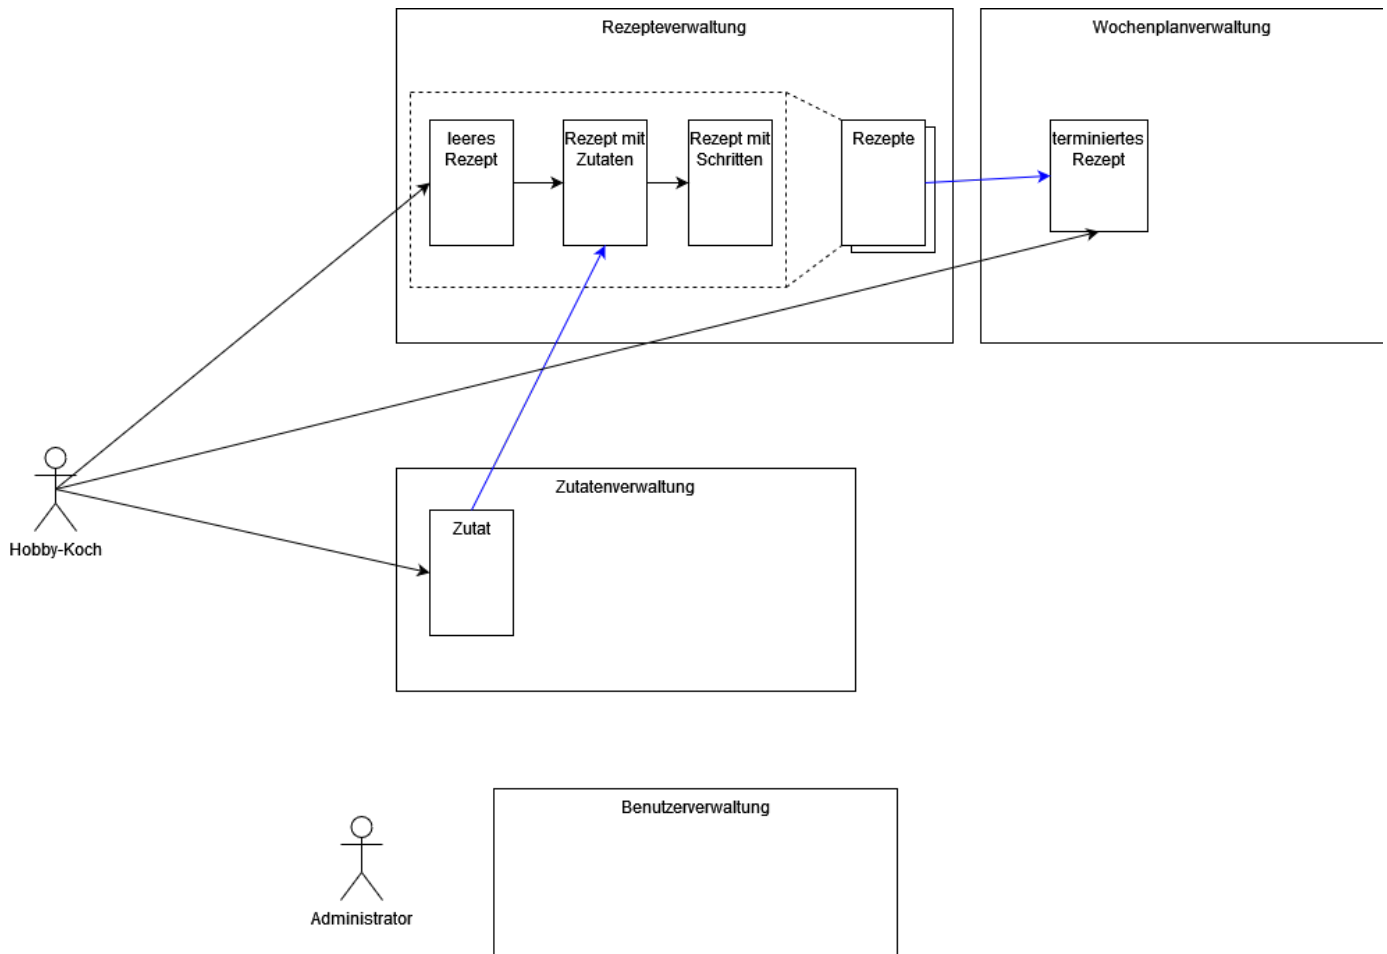 Rezepteverwaltung
Wochenplanverwaltung
leeres
Rezept
Rezept mit
Zutaten
Rezept mit
Schritten
Rezepte
terminiertes
Rezept
Hobby-Koch
Zutatenverwaltung
Zutat
Benutzerverwaltung
Administrator